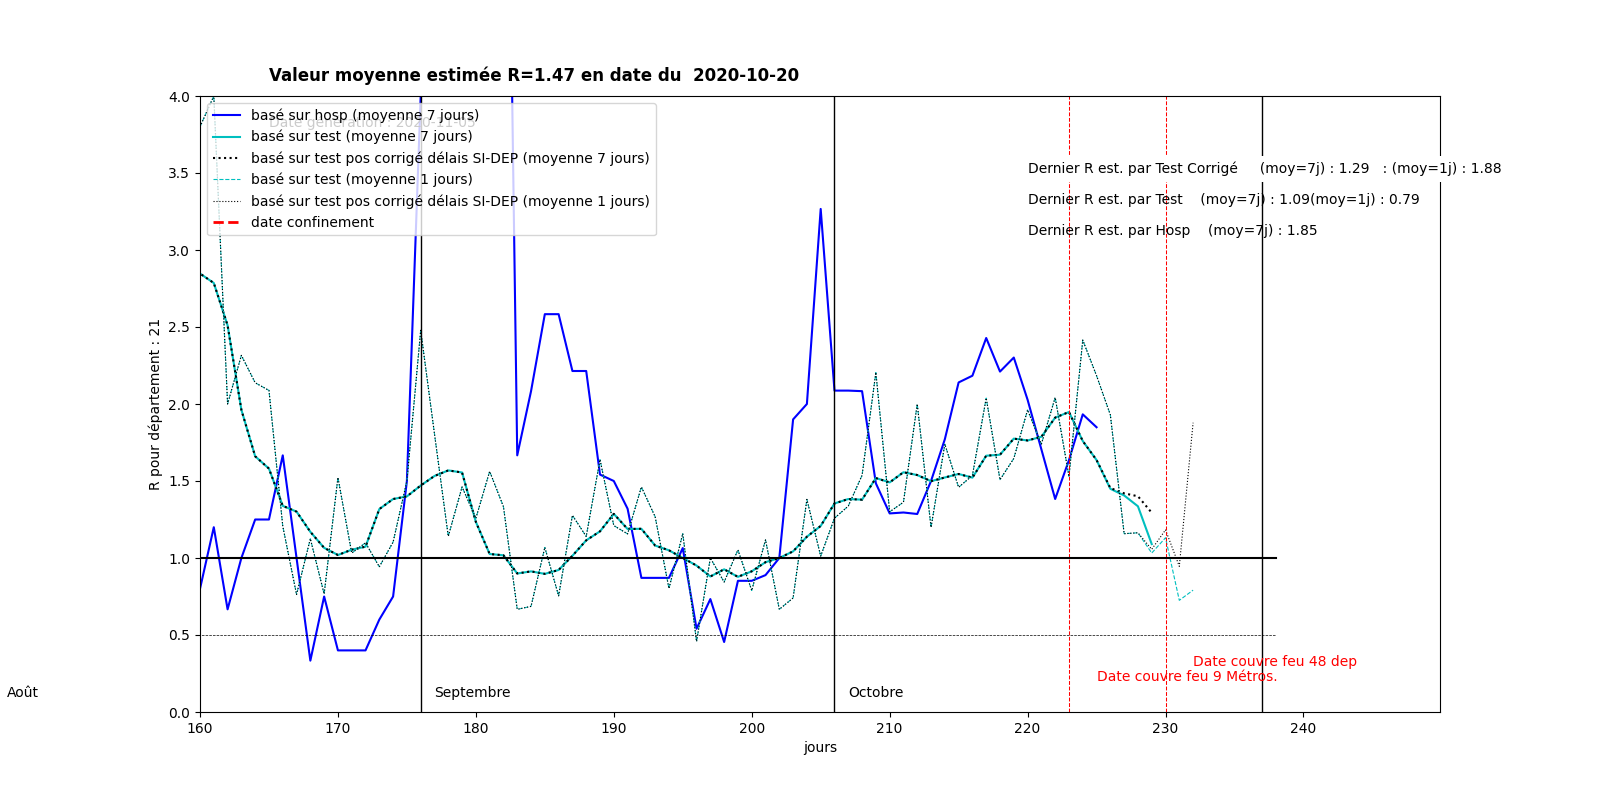 Valeur moyenne estimée R=1.47 en date du  2020-10-20
Date génération : 2020-11-05
basé sur hosp (moyenne 7 jours)
basé sur test (moyenne 7 jours)
basé sur test pos corrigé délais SI-DEP (moyenne 7 jours)
basé sur test (moyenne 1 jours)
basé sur test pos corrigé délais SI-DEP (moyenne 1 jours)
date confinement
Dernier R est. par Test Corrigé     (moy=7j) : 1.29   : (moy=1j) : 1.88
Dernier R est. par Test    (moy=7j) : 1.09(moy=1j) : 0.79
Dernier R est. par Hosp    (moy=7j) : 1.85
R pour département : 21
4.0
3.5
3.0
2.5
2.0
1.5
1.0
0.5
0.0
Date couvre feu 48 dep
Date couvre feu 9 Métros.
Août
Septembre
Octobre
160 170 180 190 200 210 220 230 240
jours